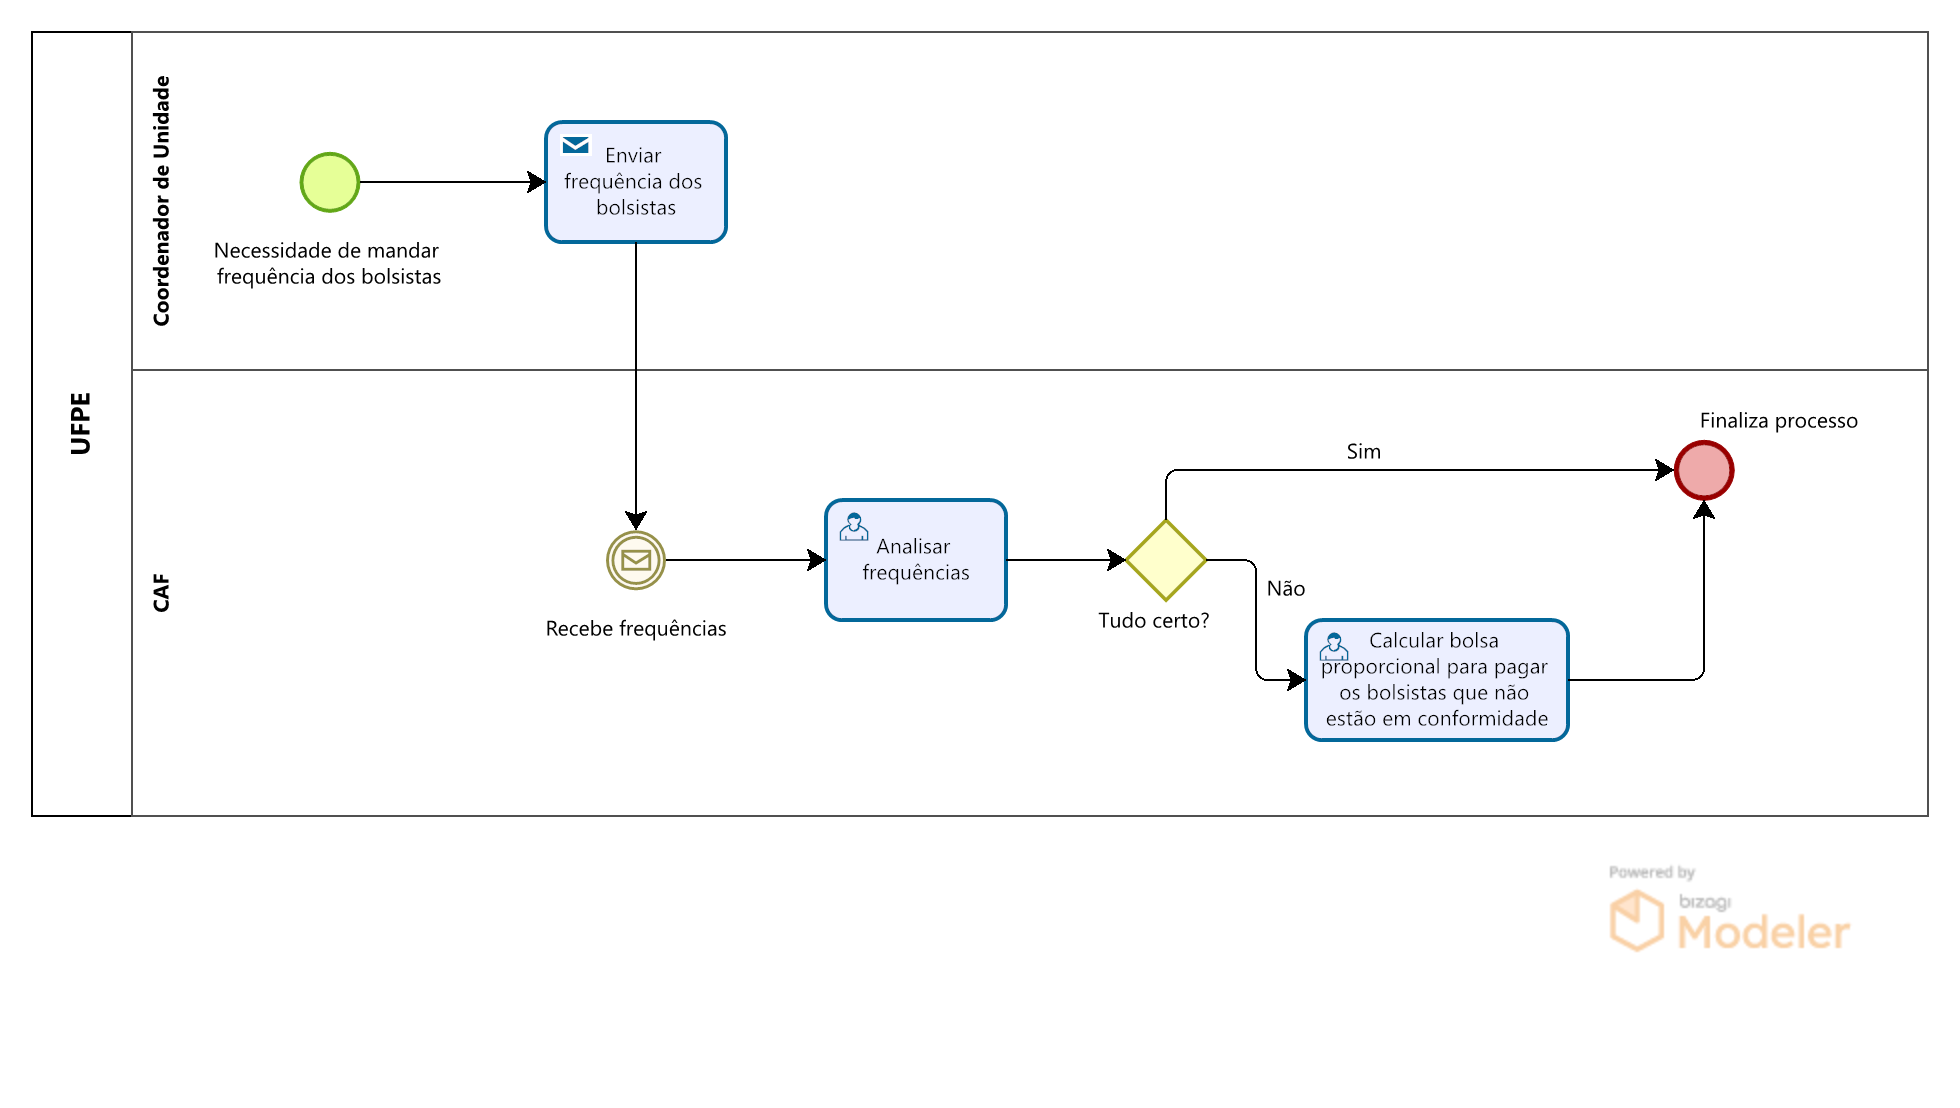 UFPE
Coordenador de Unidade
Necessidade de mandar
frequência dos bolsistas
Enviar
frequência dos
bolsistas
CAF
Recebe frequências
Analisar
frequências
Tudo certo?
Sim
Não
Calcular bolsa
proporcional para pagar
os bolsistas que não
estão em conformidade
Finaliza processo
Powered by
bizagi
Modeler